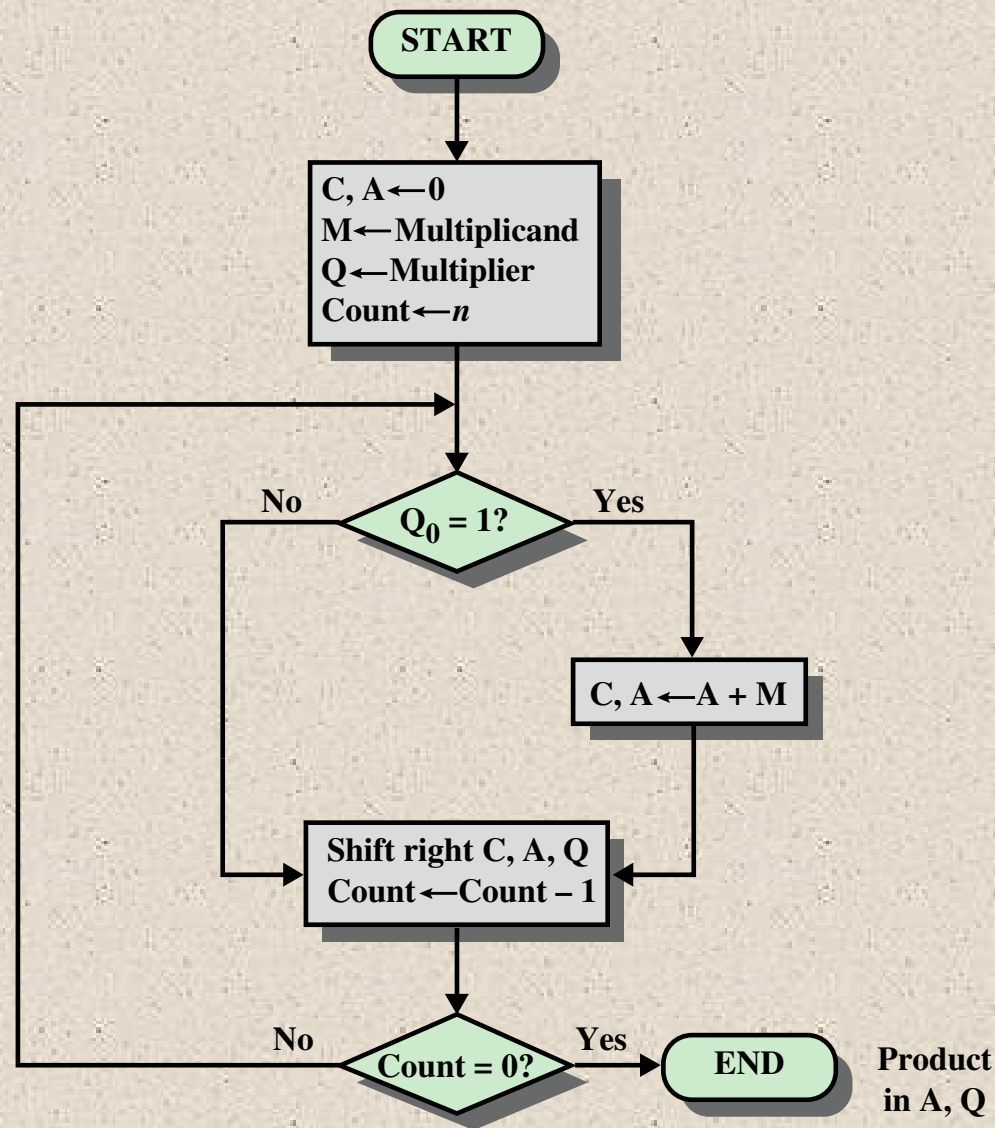 START
C, A←0
M←Multiplicand
Q←Multiplier
Count←n
No
Yes
Q₀ = 1?
C, A←A + M
Shift right C, A, Q
Count←Count – 1
No
Yes
Count = 0?
END
Product
in A, Q